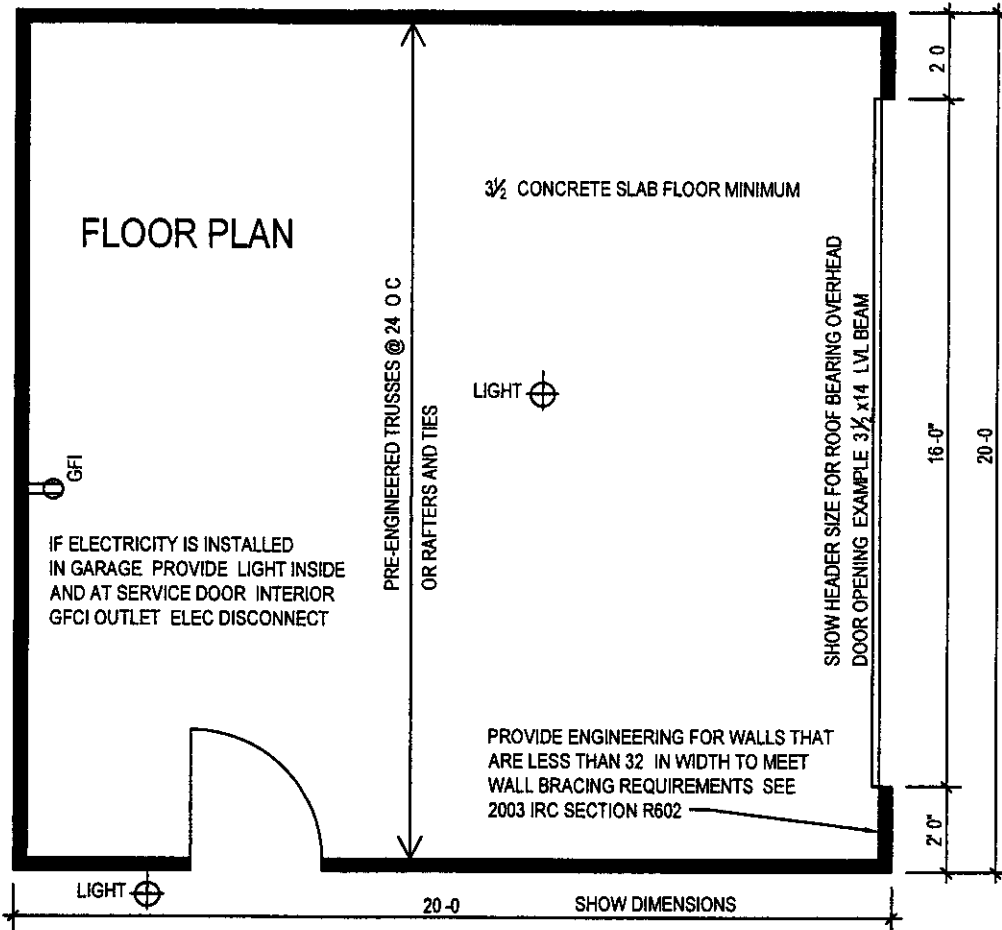 2 0
3½ CONCRETE SLAB FLOOR MINIMUM
FLOOR PLAN
PRE-ENGINEERED TRUSSES @ 24 O C
OR RAFTERS AND TIES
SHOW HEADER SIZE FOR ROOF BEARING OVERHEAD
DOOR OPENING EXAMPLE 3½ x14 LVL BEAM
LIGHT
16-0"
20-0
GFI
IF ELECTRICITY IS INSTALLED
IN GARAGE PROVIDE LIGHT INSIDE
AND AT SERVICE DOOR INTERIOR
GFCI OUTLET ELEC DISCONNECT
PROVIDE ENGINEERING FOR WALLS THAT
ARE LESS THAN 32 IN WIDTH TO MEET
WALL BRACING REQUIREMENTS SEE
2003 IRC SECTION R602
2' 0"
LIGHT
20-0
SHOW DIMENSIONS